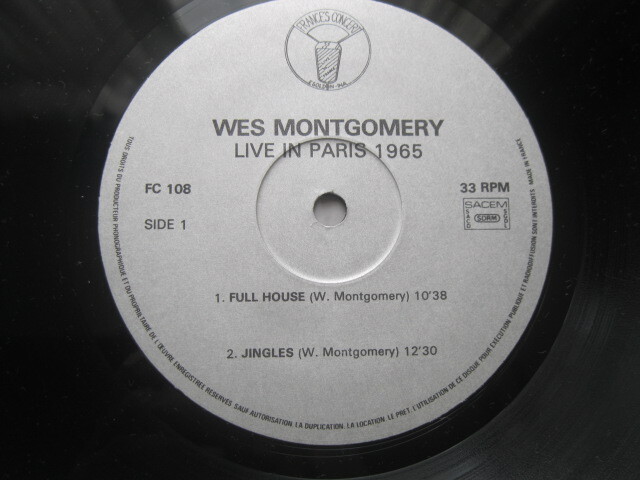 FRANCE'S CONCERT
WES MONTGOMERY
LIVE IN PARIS 1965
FC 108
33 RPM
SIDE 1
SACEM
SDRM
1. FULL HOUSE (W. Montgomery) 10'38
2. JINGLES (W. Montgomery) 12'30
TOUS DROITS DU PRODUCTEUR PHONOGRAPHIQUE ET DU PROPRIETAIRE DE L'ŒUVRE ENREGISTREE RESERVES. SAUF AUTORISATION. LA DUPLICATION. LA LOCATION. LE PRET. L'UTILISATION DE CE DISQUE POUR EXECUTION PUBLIQUE ET RADIODIFFUSION SONT INTERDITS
MADE IN FRANCE